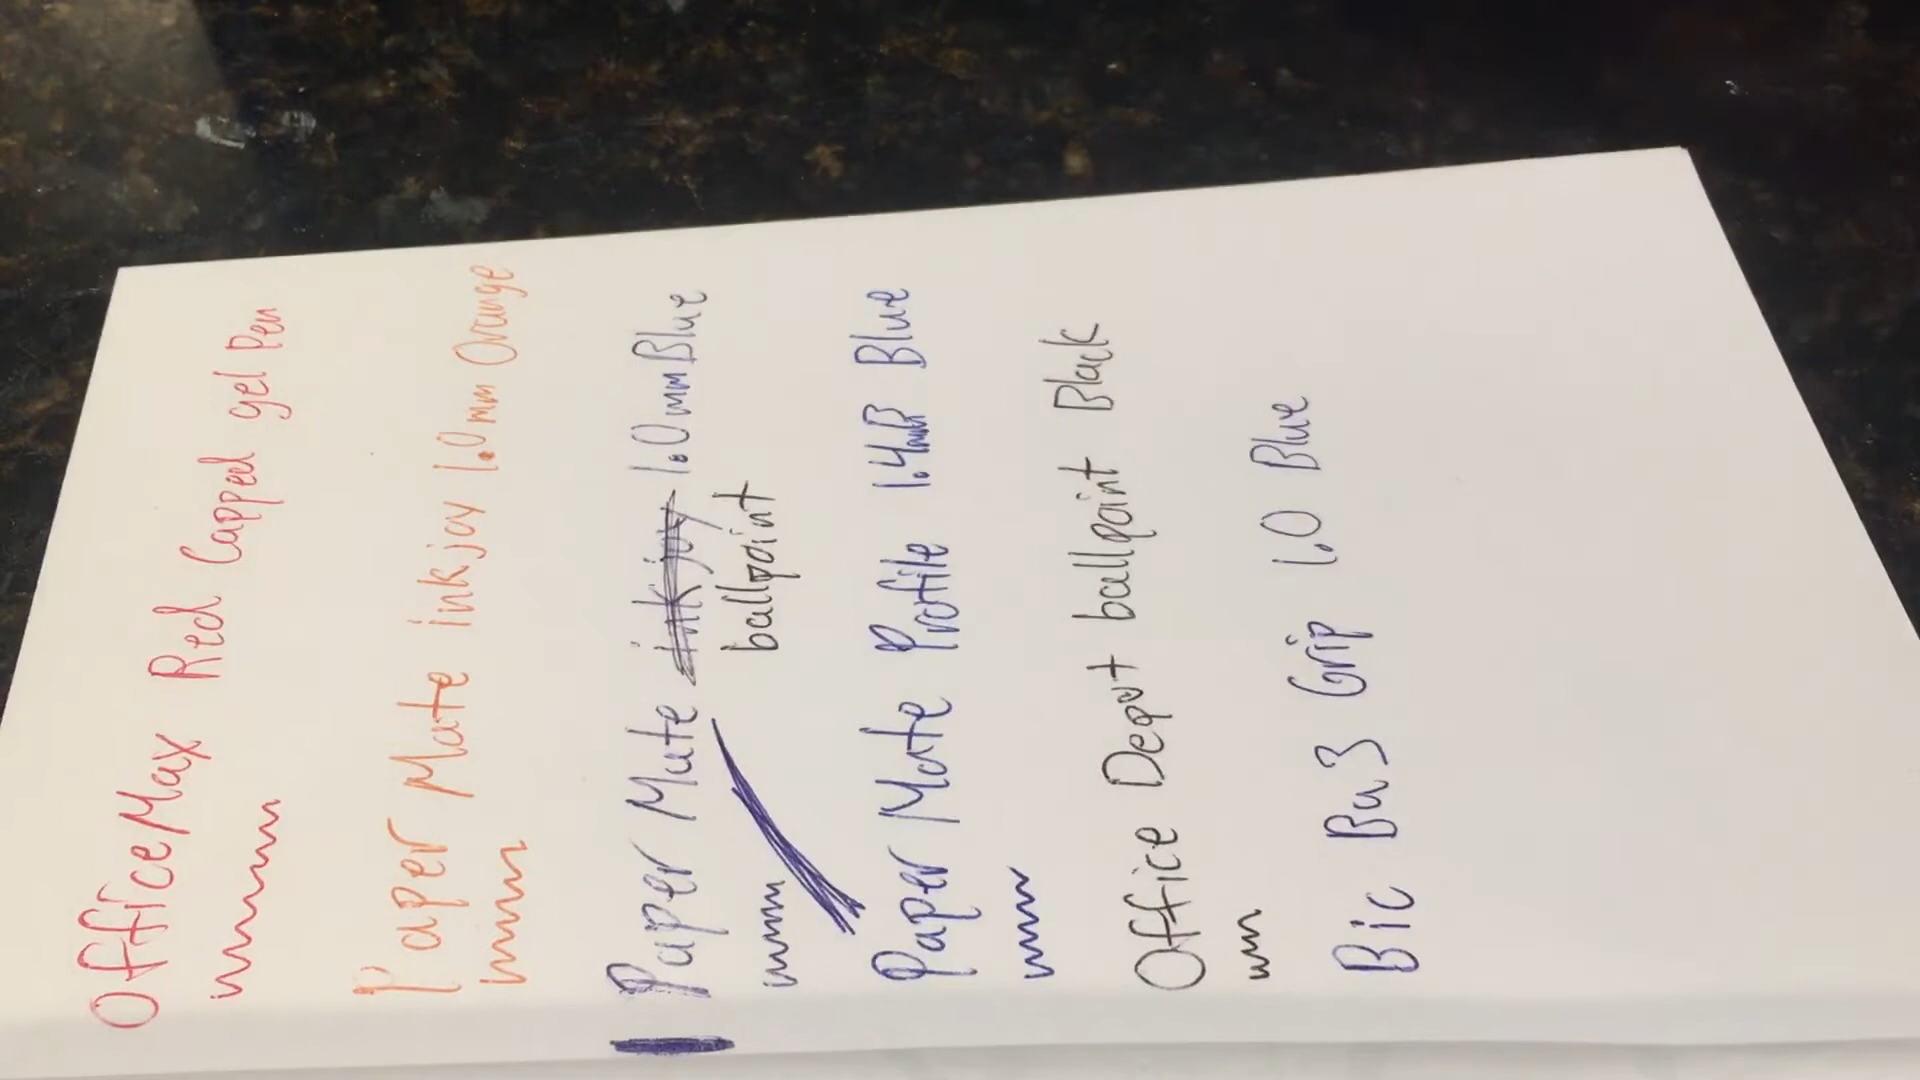 OfficeMax Red Capped gel Pen
Paper Mate inkjoy 1.0mm Orange
Paper Mate inkjoy 1.0mm Blue
ballpoint
Paper Mate Profile 1.4 B Blue
Office Depot ballpoint Black
Bic Bu3 Grip 1.0 Blue